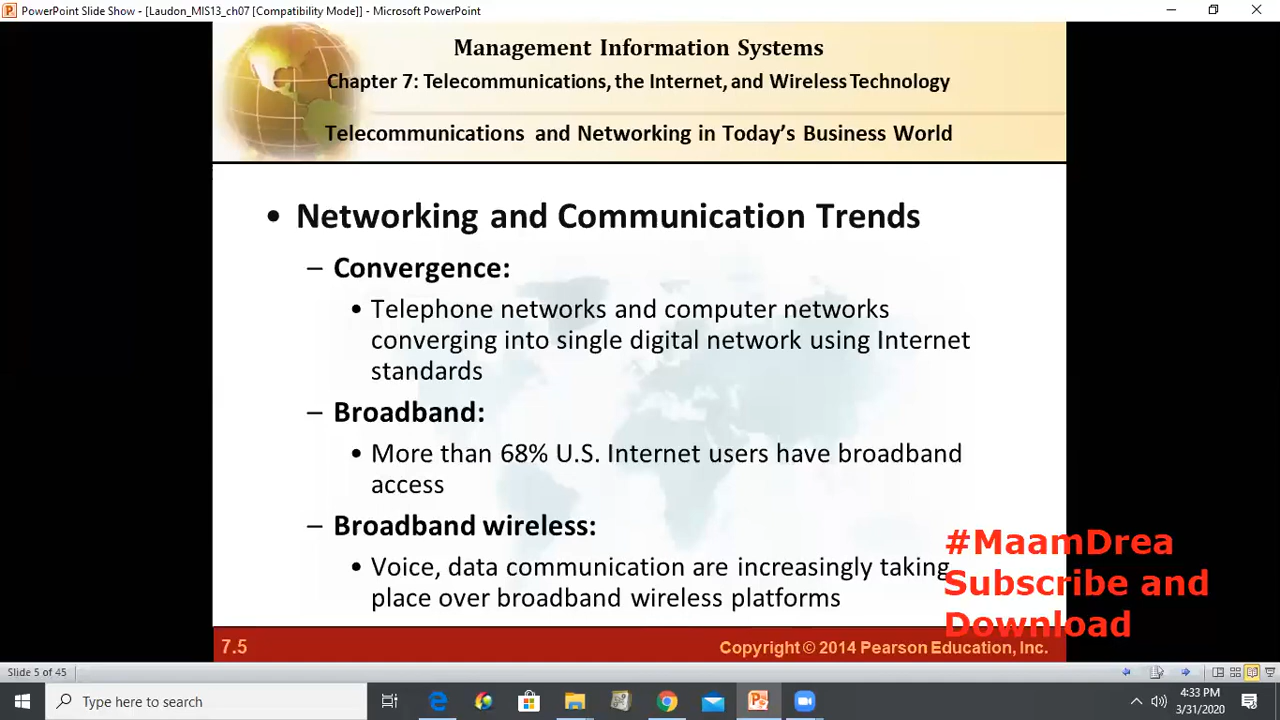 PowerPoint Slide Show - [Laudon_MIS13_ch07 [Compatibility Mode]] - Microsoft PowerPoint
Management Information Systems
Chapter 7: Telecommunications, the Internet, and Wireless Technology
Telecommunications and Networking in Today's Business World
• Networking and Communication Trends
– Convergence:
• Telephone networks and computer networks
converging into single digital network using Internet
standards
– Broadband:
• More than 68% U.S. Internet users have broadband
access
– Broadband wireless:
• Voice, data communication are increasingly taking
place over broadband wireless platforms
#MaamDrea
Subscribe and
Download
7.5
Copyright © 2014 Pearson Education, Inc.
Slide 5 of 45
Type here to search
4:33 PM
3/31/2020